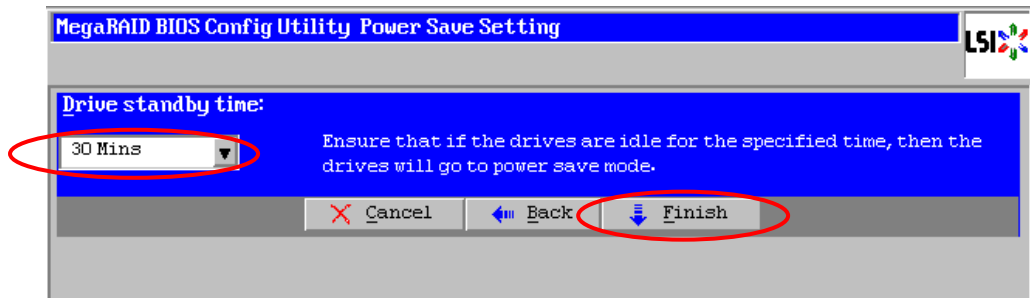 MegaRAID BIOS Config Utility Power Save Setting
LSI
Drive standby time:
30 Mins
Ensure that if the drives are idle for the specified time, then the
drives will go to power save mode.
Cancel
Back
Finish